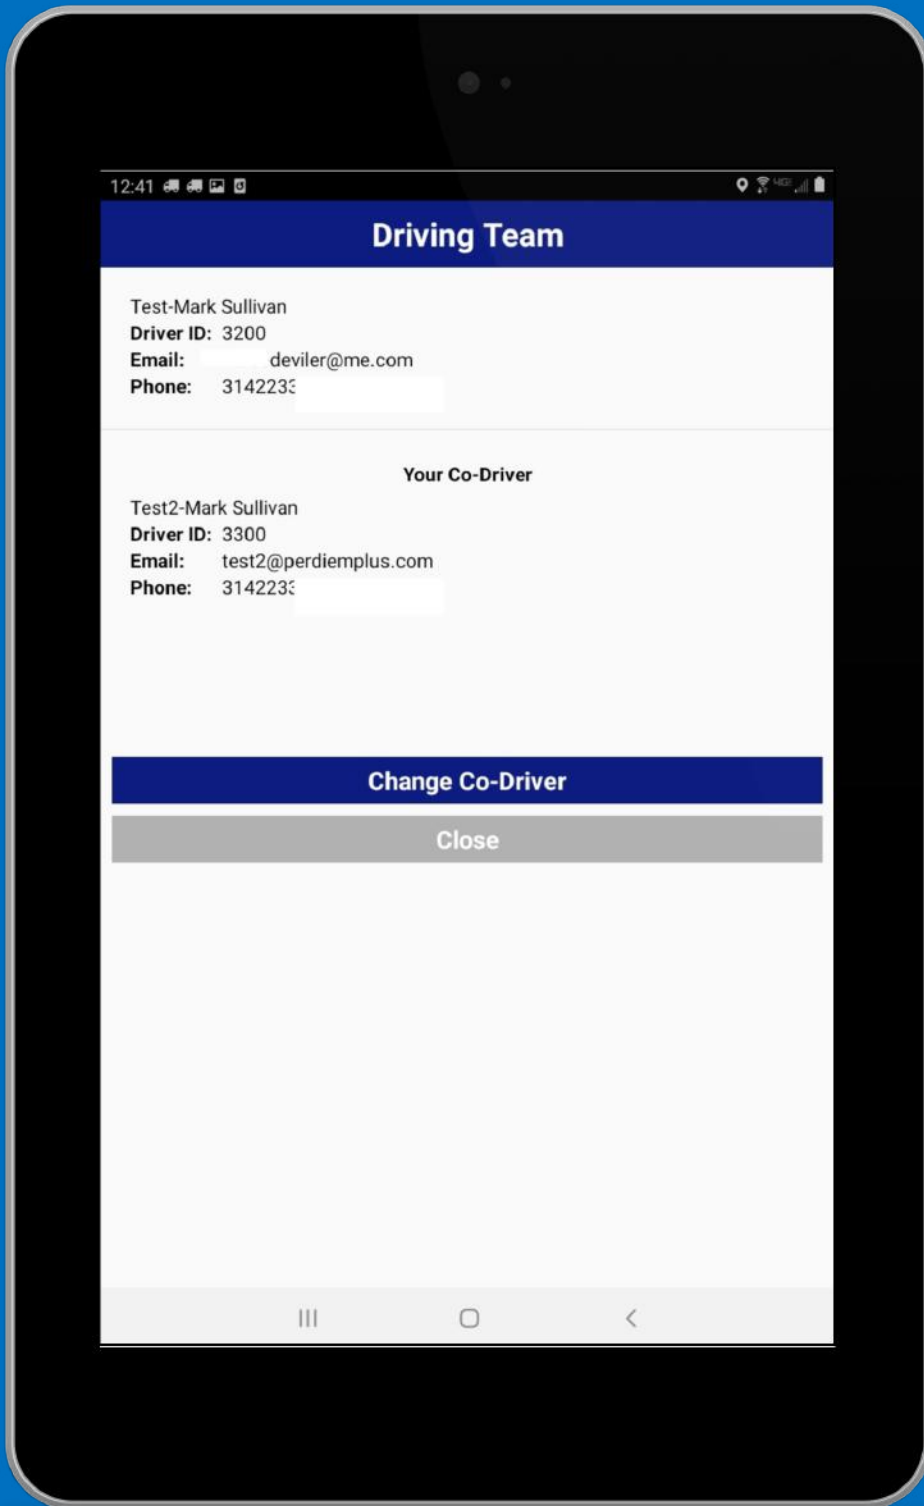 12:41
Driving Team
Test-Mark Sullivan
Driver ID: 3200
Email: deviler@me.com
Phone: 3142233
Your Co-Driver
Test2-Mark Sullivan
Driver ID: 3300
Email: test2@perdiemplus.com
Phone: 3142233
Change Co-Driver
Close